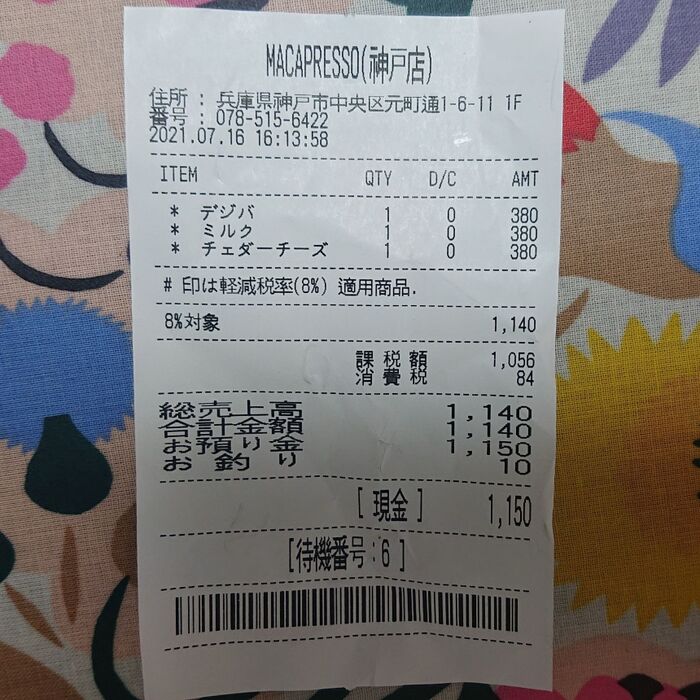 MACAPRESSO(神戸店)
住所 : 兵庫県神戸市中央区元町通1-6-11 1F
番号 : 078-515-6422
2021.07.16 16:13:58
ITEM QTY D/C AMT
* デジバ 1 0 380
* ミルク 1 0 380
* チェダーチーズ 1 0 380
# 印は軽減税率(8%) 適用商品.
8%対象 1,140
課税額 1,056
消費税 84
総売上高 1,140
合計金額 1,140
お預り金 1,150
お釣り 10
[ 現金 ] 1,150
[待機番号:6 ]